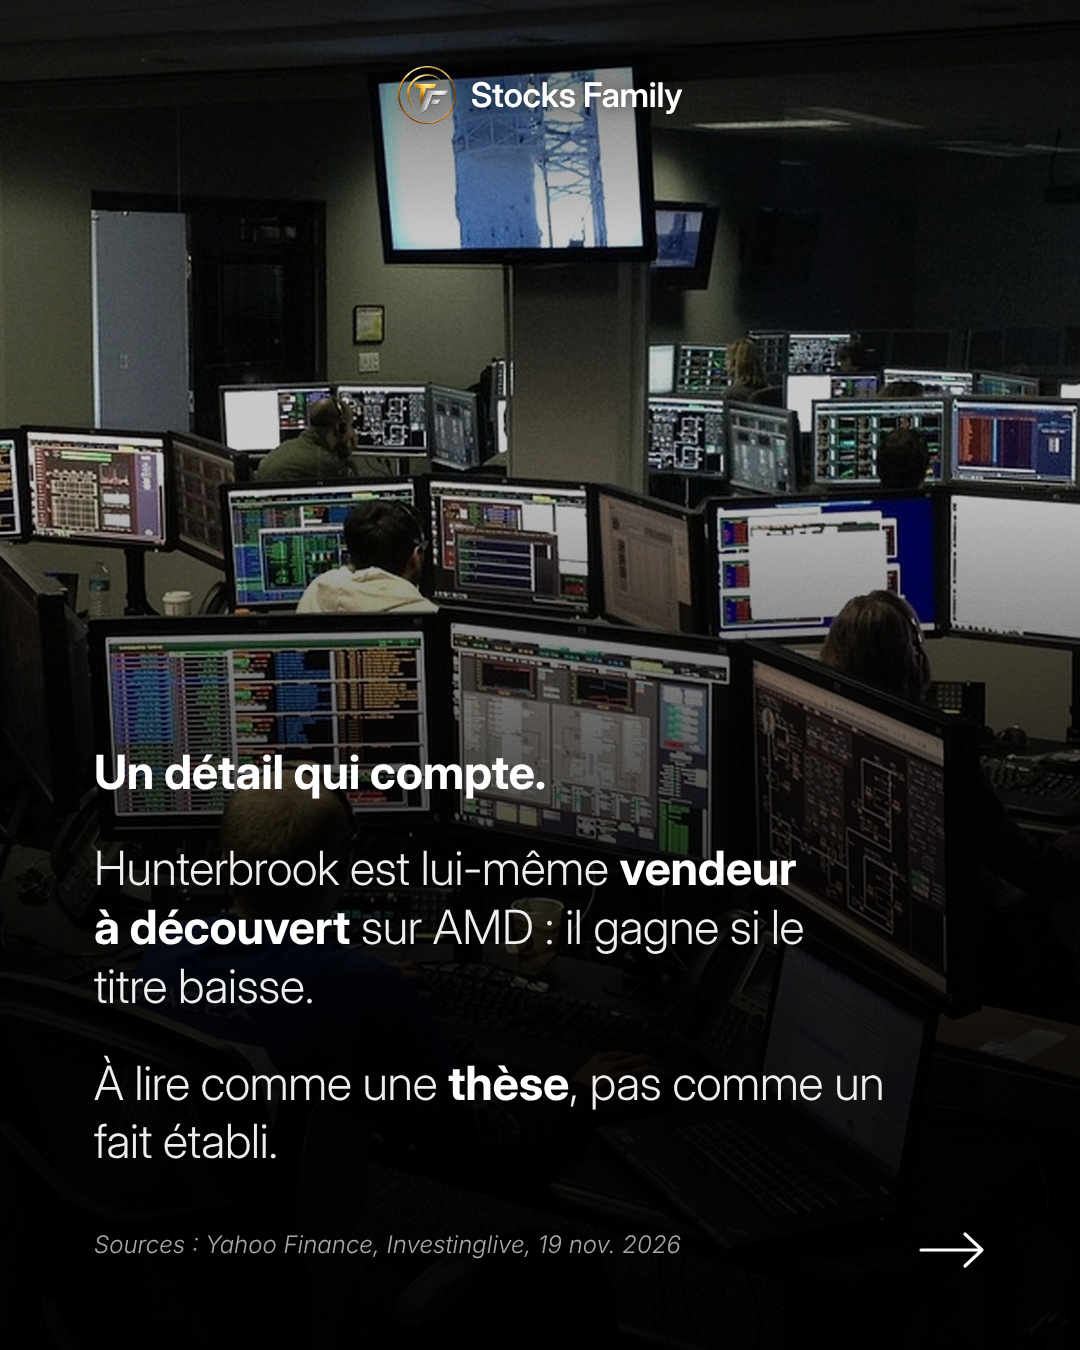 Stocks Family
Un détail qui compte.
Hunterbrook est lui-même vendeur
à découvert sur AMD : il gagne si le
titre baisse.
À lire comme une thèse, pas comme un
fait établi.
Sources : Yahoo Finance, Investinglive, 19 nov. 2026